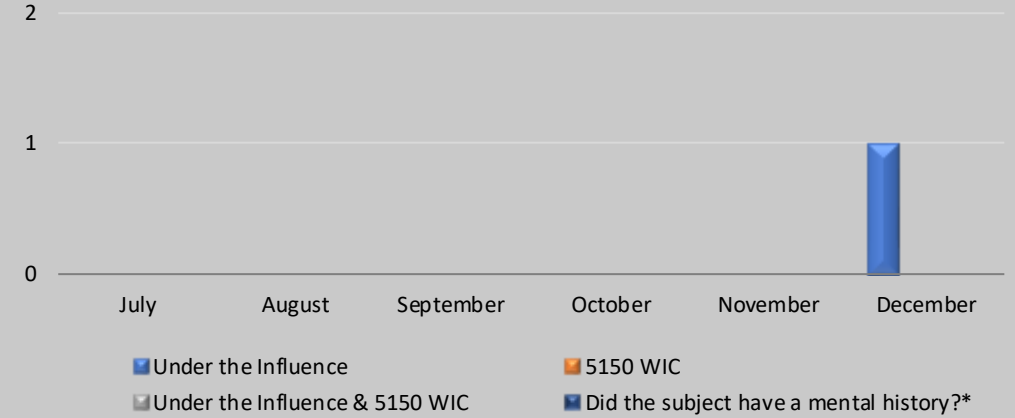 2
1
0
July August September October November December
Under the Influence 5150 WIC
Under the Influence & 5150 WIC Did the subject have a mental history?*